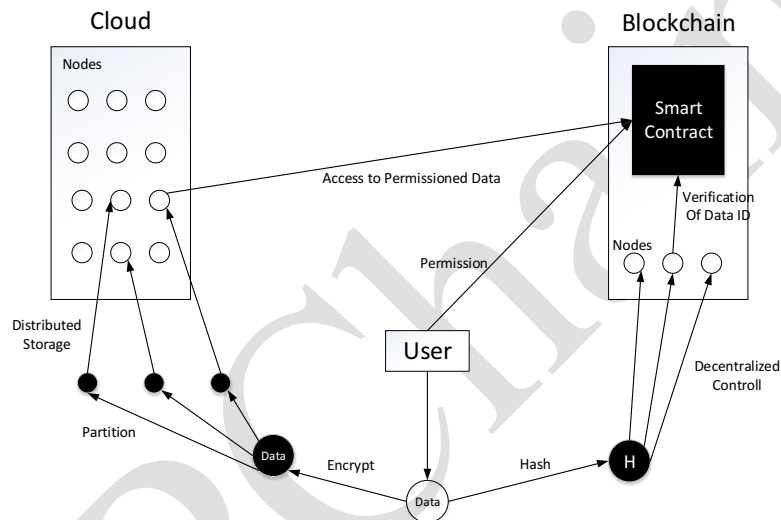 Cloud
Blockchain
Nodes
Smart
Contract
Access to Permissioned Data
Verification
Of Data ID
Permission
Nodes
Distributed
Storage
User
Decentralized
Controll
Partition
Data
Encrypt
Hash
H
Data